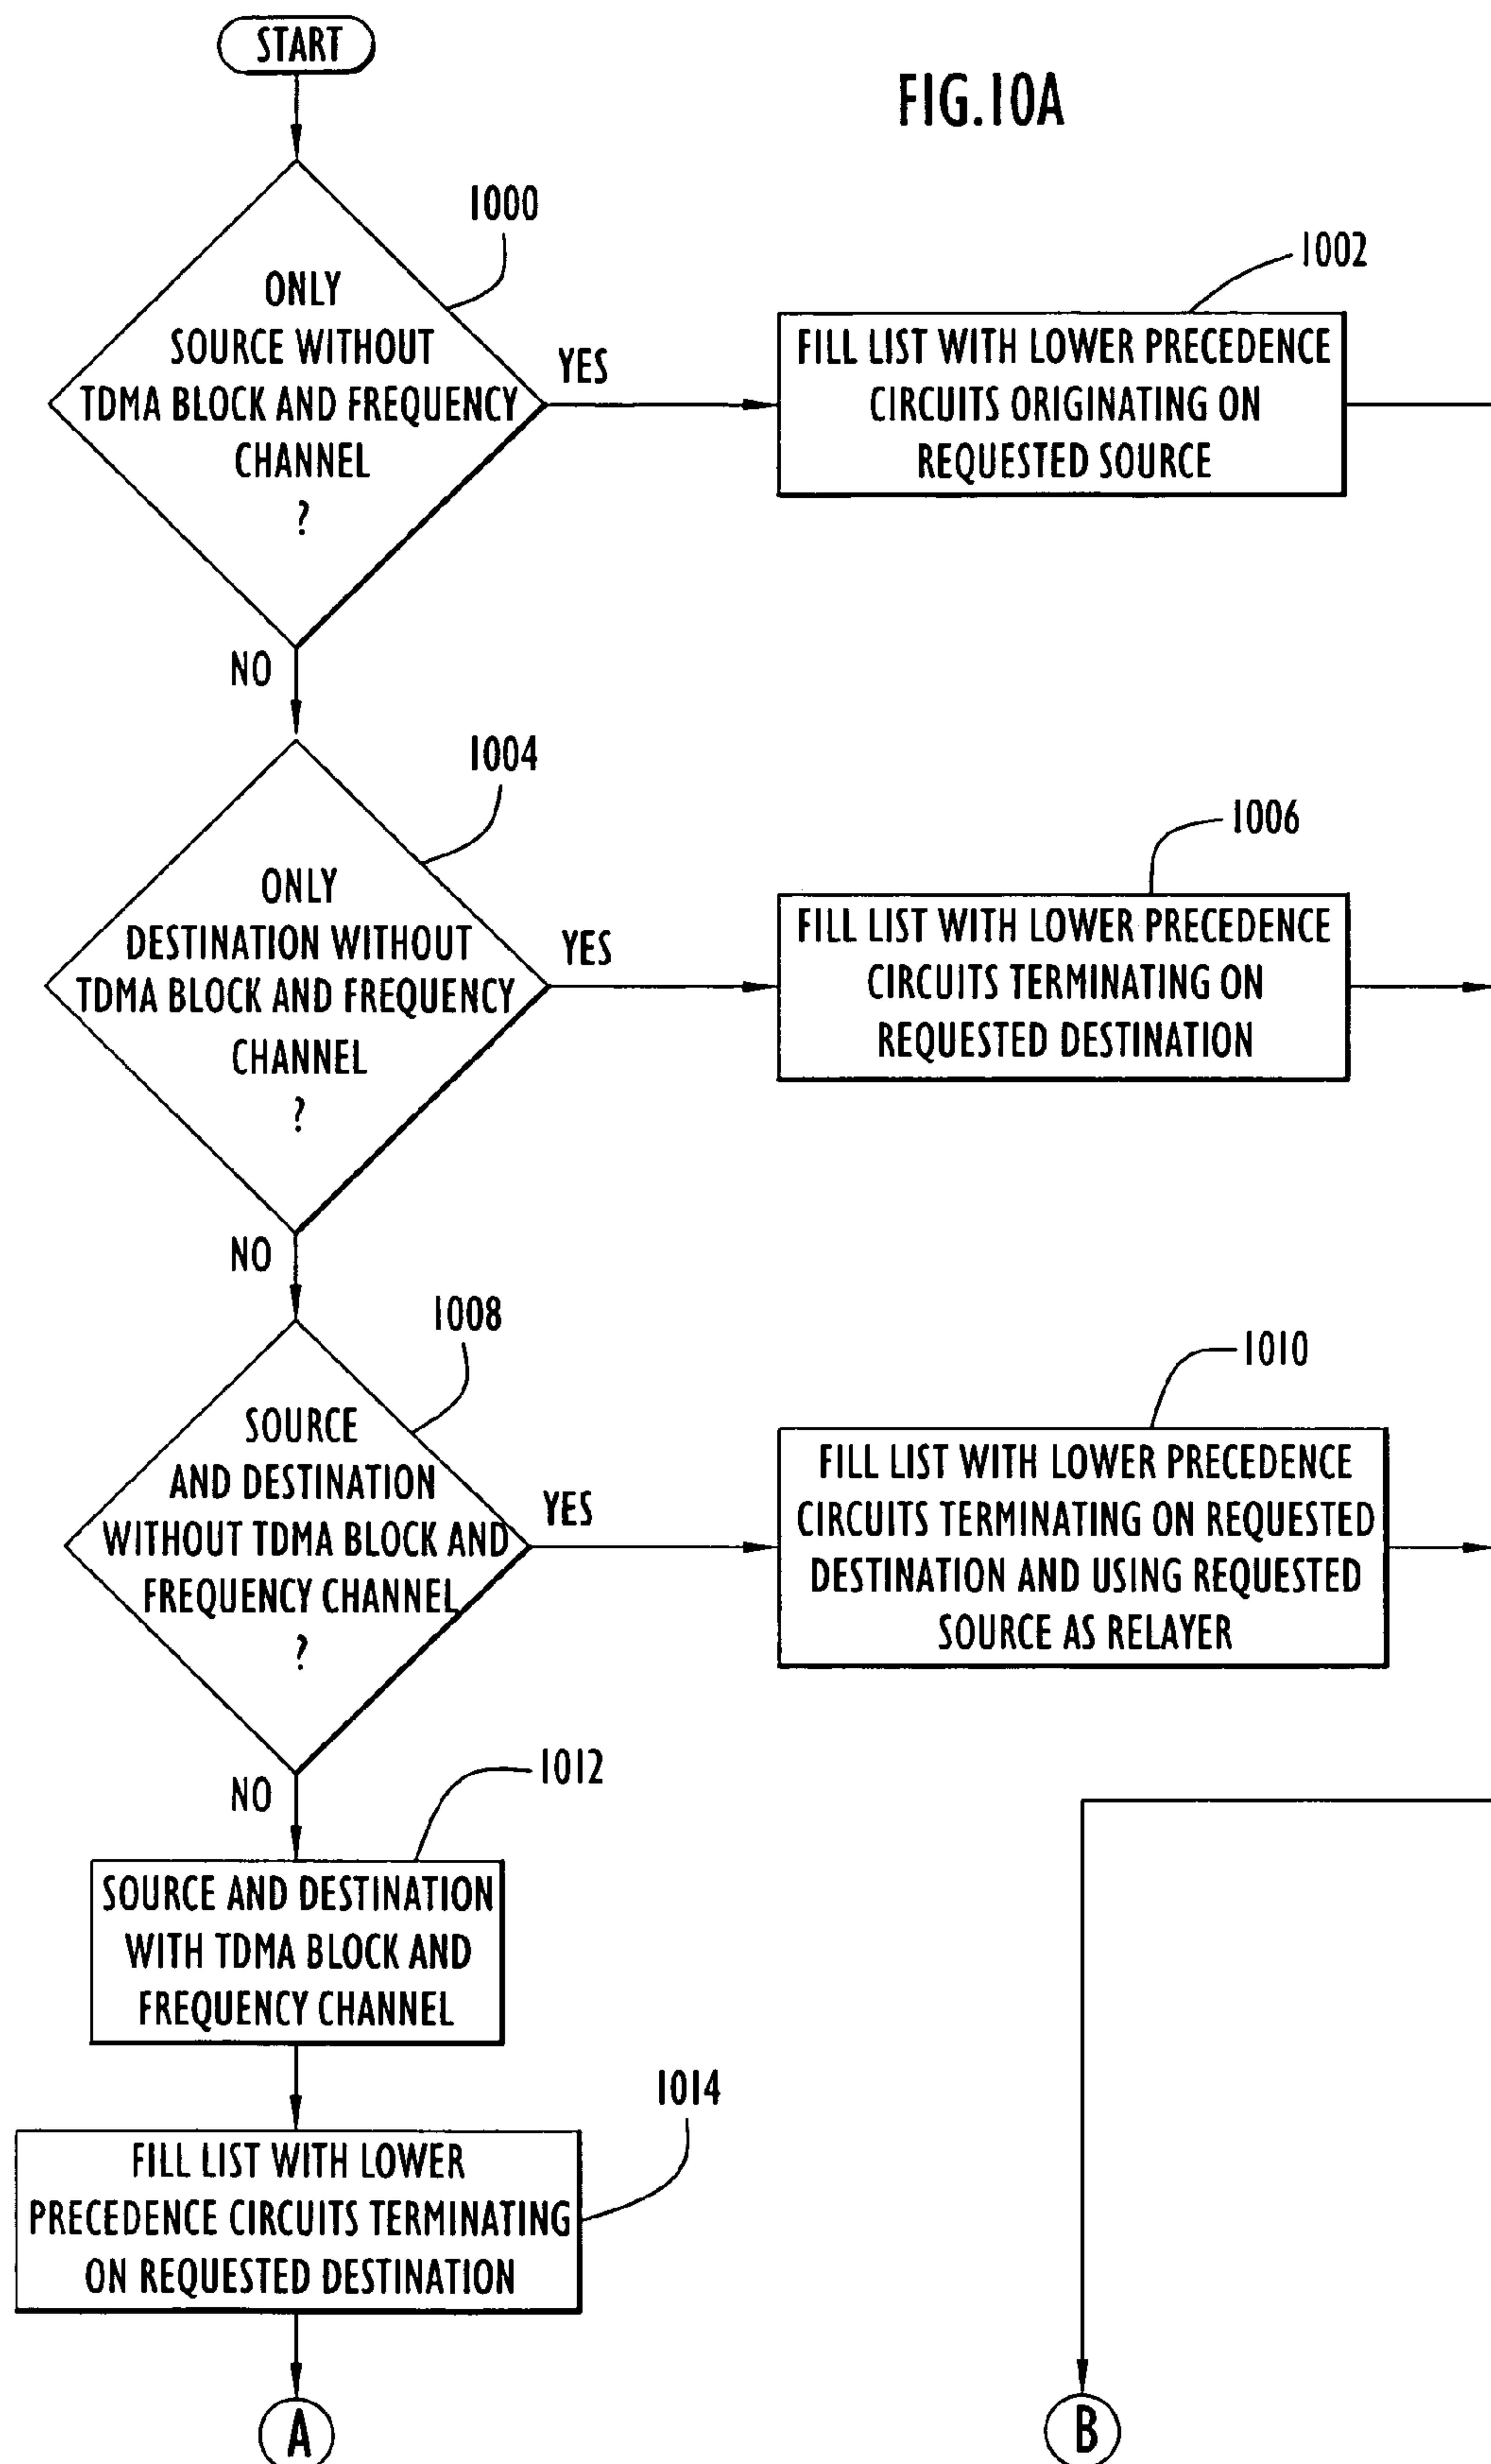 START
FIG.10A
1000
ONLY
SOURCE WITHOUT
TDMA BLOCK AND FREQUENCY
CHANNEL
?
YES
1002
FILL LIST WITH LOWER PRECEDENCE
CIRCUITS ORIGINATING ON
REQUESTED SOURCE
NO
1004
ONLY
DESTINATION WITHOUT
TDMA BLOCK AND FREQUENCY
CHANNEL
?
YES
1006
FILL LIST WITH LOWER PRECEDENCE
CIRCUITS TERMINATING ON
REQUESTED DESTINATION
NO
1008
SOURCE
AND DESTINATION
WITHOUT TDMA BLOCK AND
FREQUENCY CHANNEL
?
YES
1010
FILL LIST WITH LOWER PRECEDENCE
CIRCUITS TERMINATING ON REQUESTED
DESTINATION AND USING REQUESTED
SOURCE AS RELAYER
NO
1012
SOURCE AND DESTINATION
WITH TDMA BLOCK AND
FREQUENCY CHANNEL
1014
FILL LIST WITH LOWER
PRECEDENCE CIRCUITS TERMINATING
ON REQUESTED DESTINATION
A
B